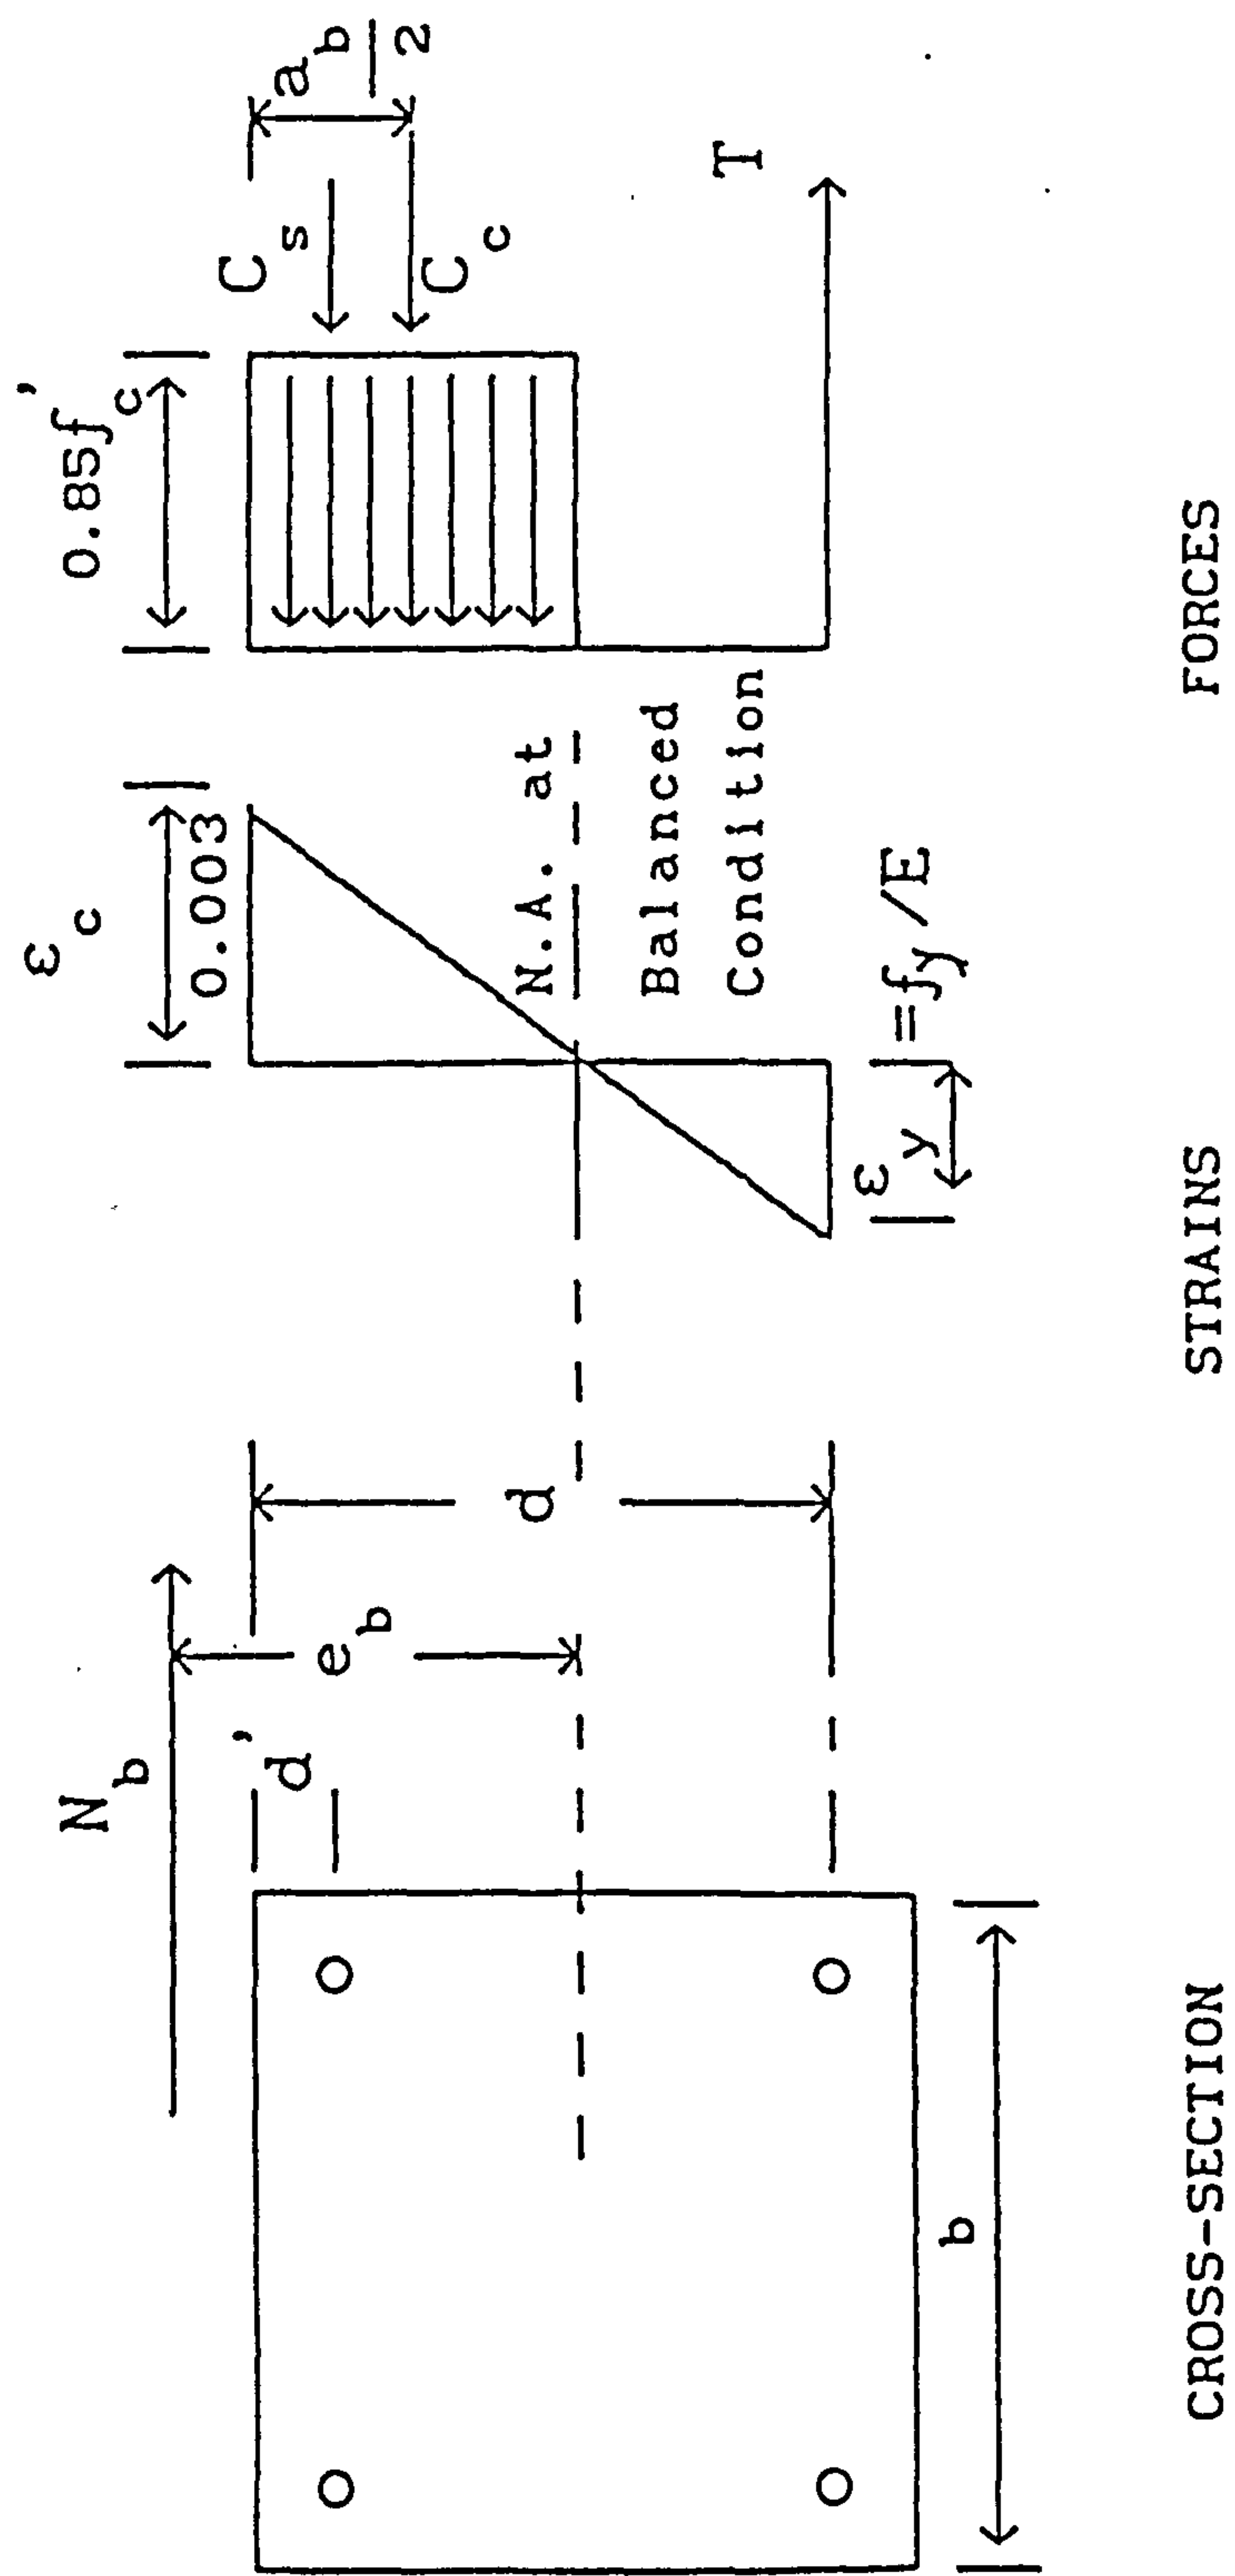 N_b
d'
e_b
d
ε_c
0.003
N.A. at
Balanced
Condition
ε_y =f_y/E
0.85f_c'
C_s
C_c
a_b/2
T
b
CROSS-SECTION
STRAINS
FORCES